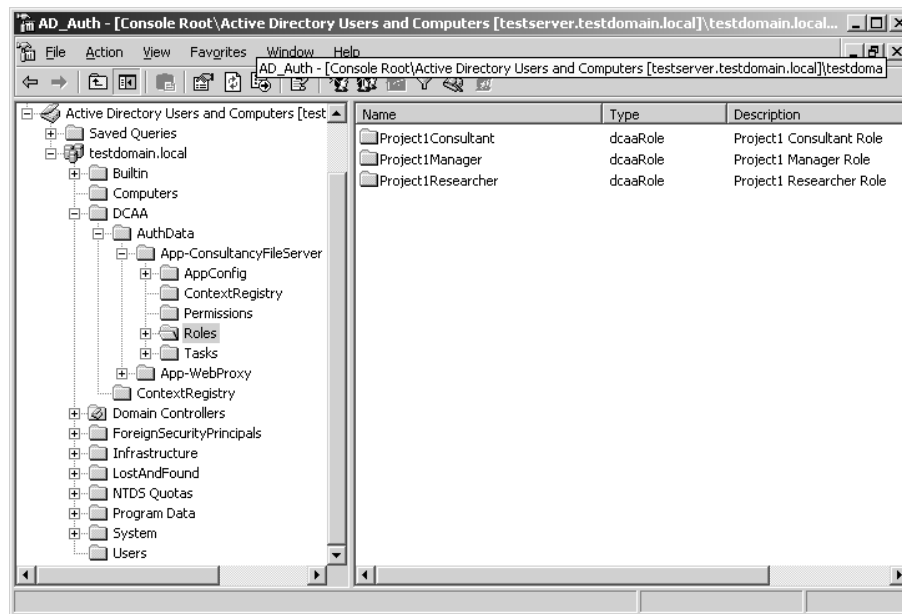 AD_Auth - [Console Root\Active Directory Users and Computers [testserver.testdomain.local]\testdomain.local...
File Action View Favorites Window Help
AD_Auth - [Console Root\Active Directory Users and Computers [testserver.testdomain.local]\testdoma
Active Directory Users and Computers [test
Saved Queries
testdomain.local
Builtin
Computers
DCAA
AuthData
App-ConsultancyFileServer
AppConfig
ContextRegistry
Permissions
Roles
Tasks
App-WebProxy
ContextRegistry
Domain Controllers
ForeignSecurityPrincipals
Infrastructure
LostAndFound
NTDS Quotas
Program Data
System
Users
Name Type Description
Project1Consultant dcaaRole Project1 Consultant Role
Project1Manager dcaaRole Project1 Manager Role
Project1Researcher dcaaRole Project1 Researcher Role